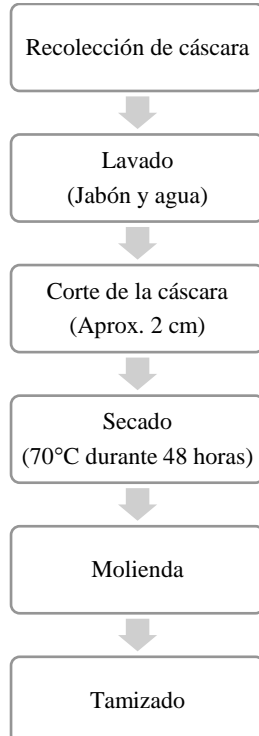 Recolección de cáscara
Lavado
(Jabón y agua)
Corte de la cáscara
(Aprox. 2 cm)
Secado
(70°C durante 48 horas)
Molienda
Tamizado